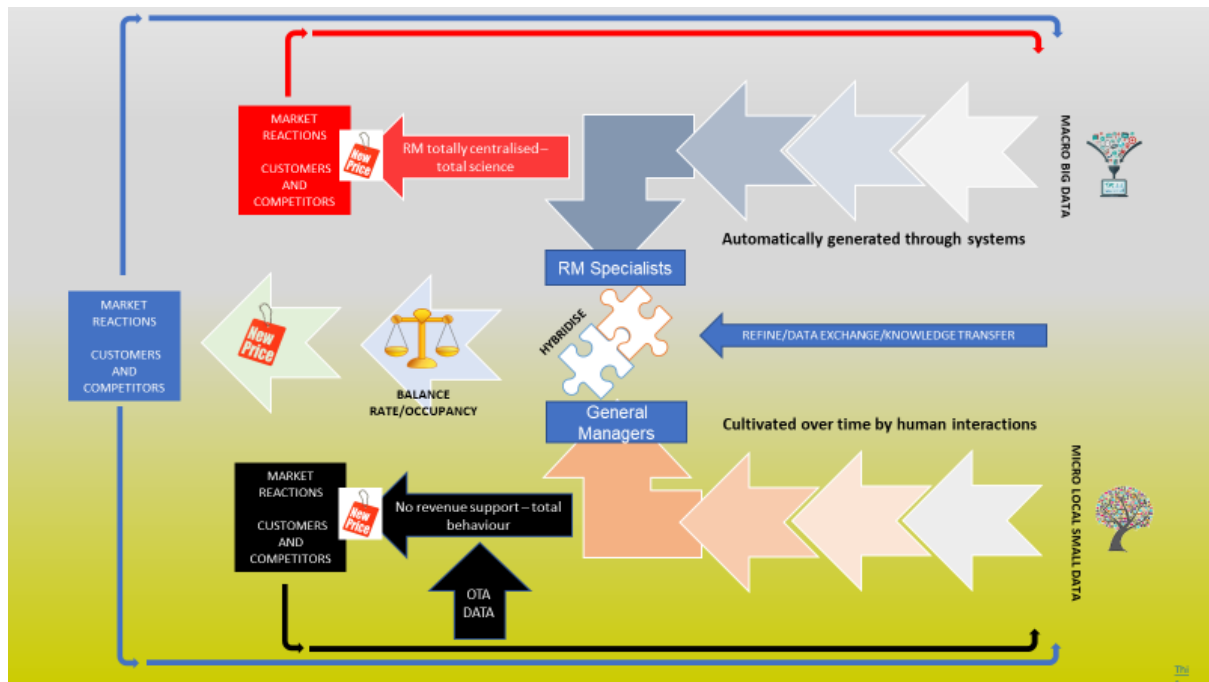 MARKET
REACTIONS
CUSTOMERS
AND
COMPETITORS
New
Price
RM totally centralised–
total science
MACRO BIG DATA
Automatically generated through systems
RM Specialists
MARKET
REACTIONS
CUSTOMERS
AND
COMPETITORS
New
Price
BALANCE
RATE/OCCUPANCY
HYBRIDISE
REFINE/DATA EXCHANGE/KNOWLEDGE TRANSFER
General
Managers
Cultivated over time by human interactions
MARKET
REACTIONS
CUSTOMERS
AND
COMPETITORS
New
Price
No revenue support – total
behaviour
OTA
DATA
MICRO LOCAL SMALL DATA
Thi